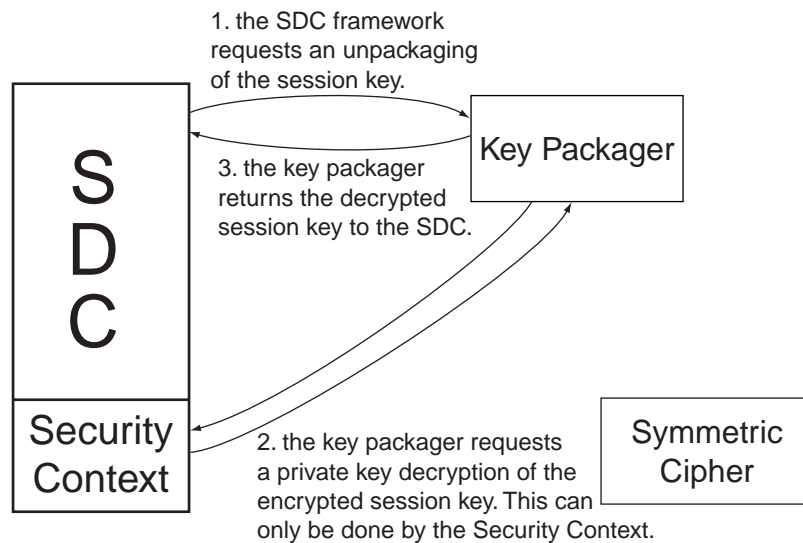 1. the SDC framework
requests an unpackaging
of the session key.
S
D
C
Key Packager
3. the key packager
returns the decrypted
session key to the SDC.
Security
Context
2. the key packager requests
a private key decryption of the
encrypted session key. This can
only be done by the Security Context.
Symmetric
Cipher